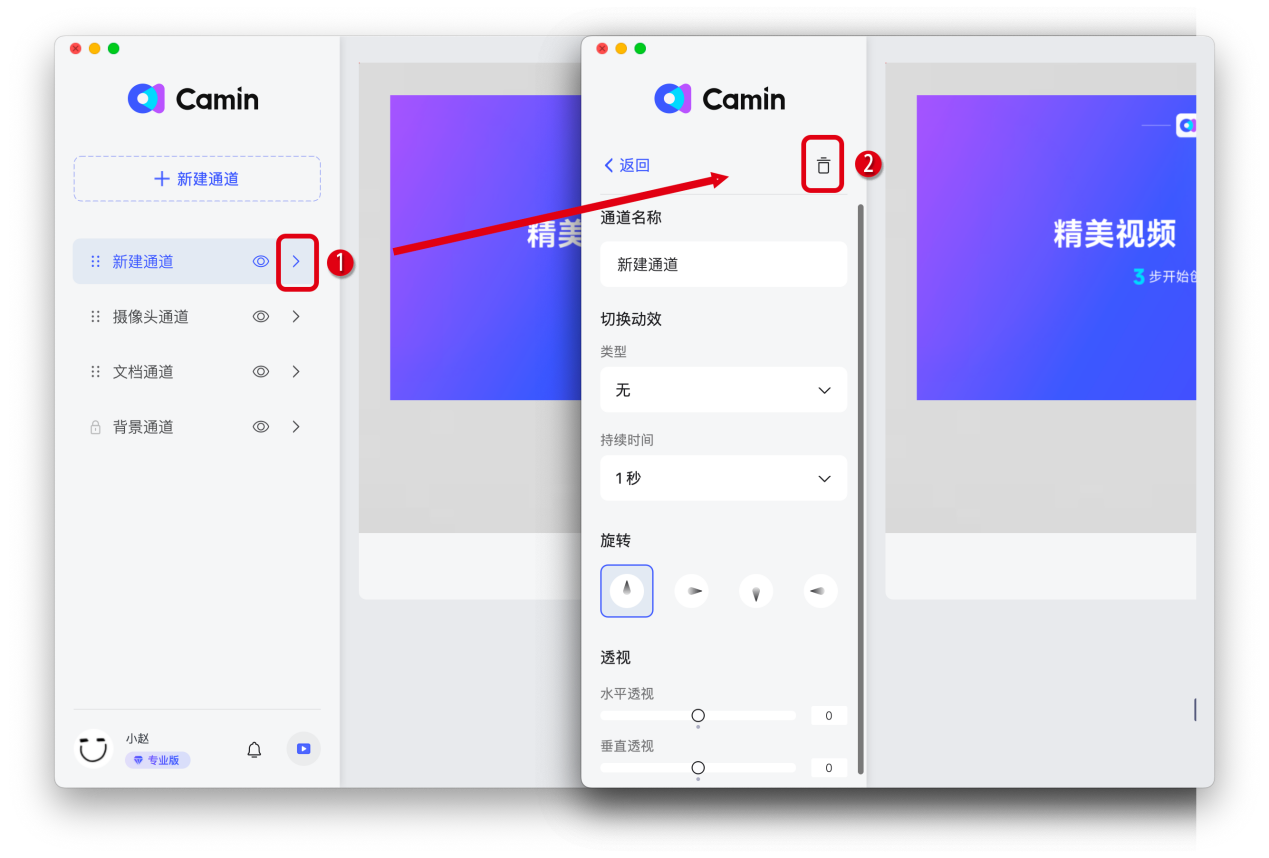 Camin
+ 新建通道
新建通道
1
摄像头通道
文档通道
背景通道
小赵
专业版
精美
Camin
返回
2
通道名称
新建通道
切换动效
类型
无
持续时间
1 秒
旋转
透视
水平透视
0
垂直透视
0
精美视频
3 步开始